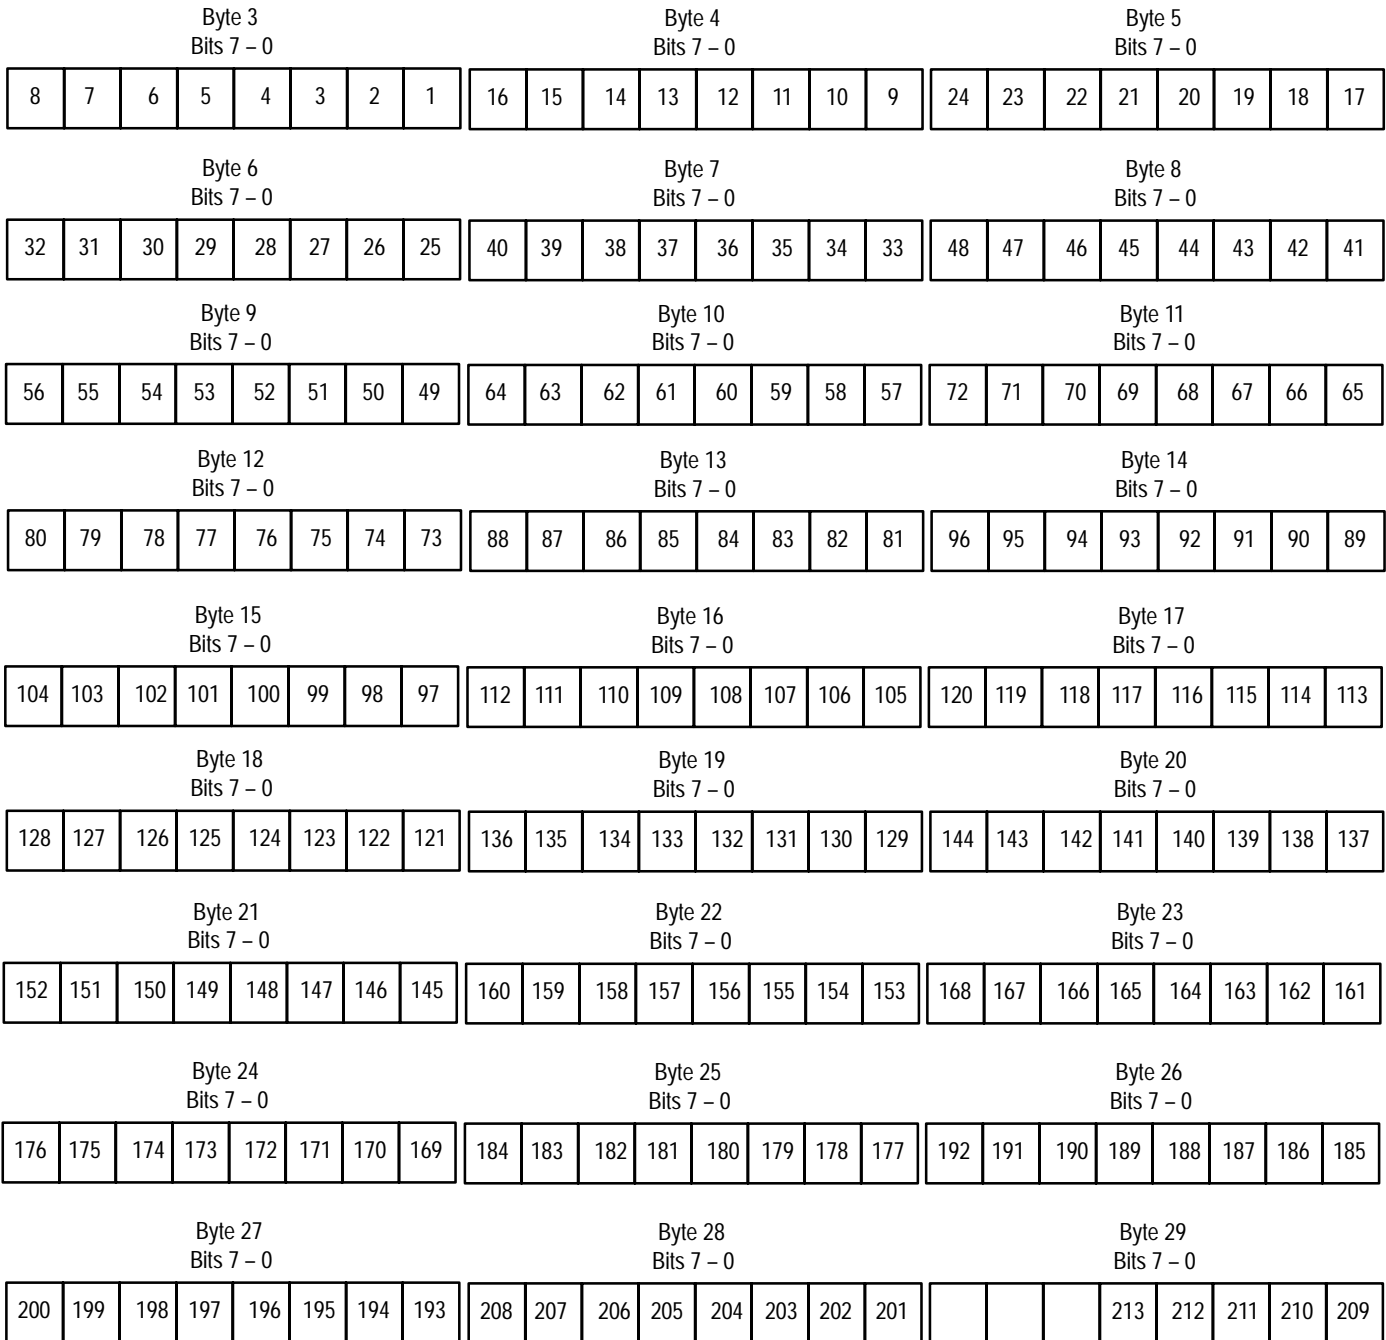 Byte 3 Byte 4 Byte 5
Bits 7 – 0 Bits 7 – 0 Bits 7 – 0
8 7 6 5 4 3 2 1 16 15 14 13 12 11 10 9 24 23 22 21 20 19 18 17
Byte 6 Byte 7 Byte 8
Bits 7 – 0 Bits 7 – 0 Bits 7 – 0
32 31 30 29 28 27 26 25 40 39 38 37 36 35 34 33 48 47 46 45 44 43 42 41
Byte 9 Byte 10 Byte 11
Bits 7 – 0 Bits 7 – 0 Bits 7 – 0
56 55 54 53 52 51 50 49 64 63 62 61 60 59 58 57 72 71 70 69 68 67 66 65
Byte 12 Byte 13 Byte 14
Bits 7 – 0 Bits 7 – 0 Bits 7 – 0
80 79 78 77 76 75 74 73 88 87 86 85 84 83 82 81 96 95 94 93 92 91 90 89
Byte 15 Byte 16 Byte 17
Bits 7 – 0 Bits 7 – 0 Bits 7 – 0
104 103 102 101 100 99 98 97 112 111 110 109 108 107 106 105 120 119 118 117 116 115 114 113
Byte 18 Byte 19 Byte 20
Bits 7 – 0 Bits 7 – 0 Bits 7 – 0
128 127 126 125 124 123 122 121 136 135 134 133 132 131 130 129 144 143 142 141 140 139 138 137
Byte 21 Byte 22 Byte 23
Bits 7 – 0 Bits 7 – 0 Bits 7 – 0
152 151 150 149 148 147 146 145 160 159 158 157 156 155 154 153 168 167 166 165 164 163 162 161
Byte 24 Byte 25 Byte 26
Bits 7 – 0 Bits 7 – 0 Bits 7 – 0
176 175 174 173 172 171 170 169 184 183 182 181 180 179 178 177 192 191 190 189 188 187 186 185
Byte 27 Byte 28 Byte 29
Bits 7 – 0 Bits 7 – 0 Bits 7 – 0
200 199 198 197 196 195 194 193 208 207 206 205 204 203 202 201 213 212 211 210 209